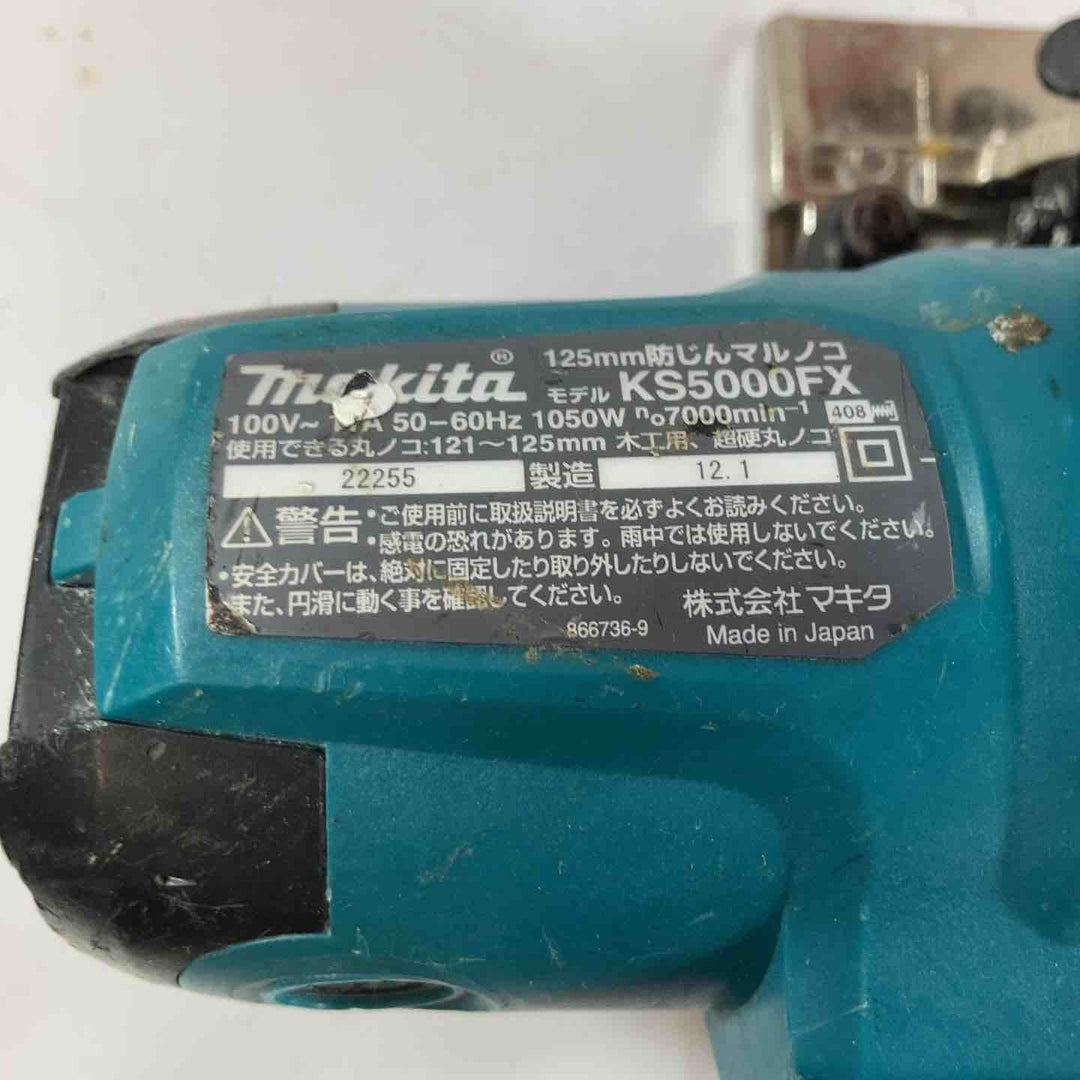 makita® 125mm防じんマルノコ
モデル KS5000FX
100V~ A 50-60Hz 1050W n₀7000min⁻¹ 408
使用できる丸ノコ:121～125mm 木工用、超硬丸ノコ
22255 製造 12.1
警告 ・ご使用前に取扱説明書を必ずよくお読みください。
・感電の恐れがあります。雨中では使用しないでください。
・安全カバーは、絶対に固定したり取り外したりしないでください。
また、円滑に動く事を確認してください。
株式会社マキタ
866736-9 Made in Japan